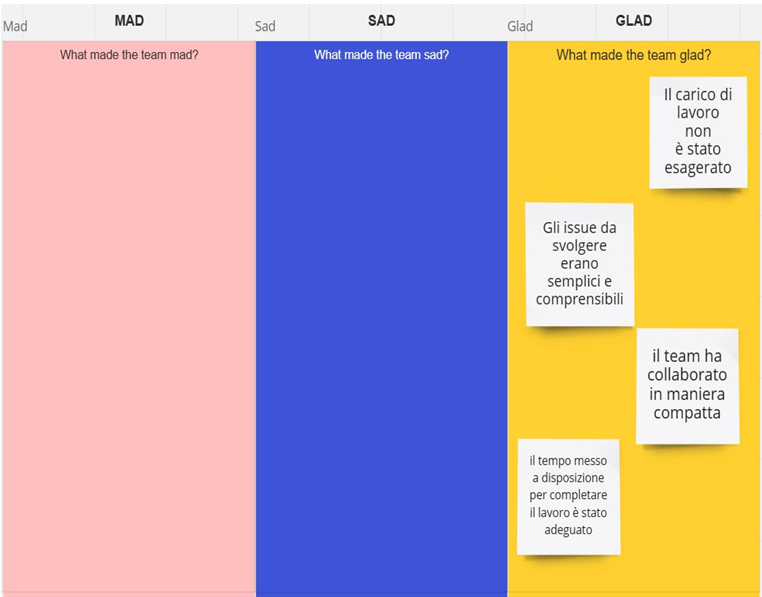 Mad
MAD
Sad
SAD
Glad
GLAD
What made the team mad?
What made the team sad?
What made the team glad?
Il carico di
lavoro
non
è stato
esagerato
Gli issue da
svolgere
erano
semplici e
comprensibili
il team ha
collaborato
in maniera
compatta
il tempo messo
a disposizione
per completare
il lavoro è stato
adeguato